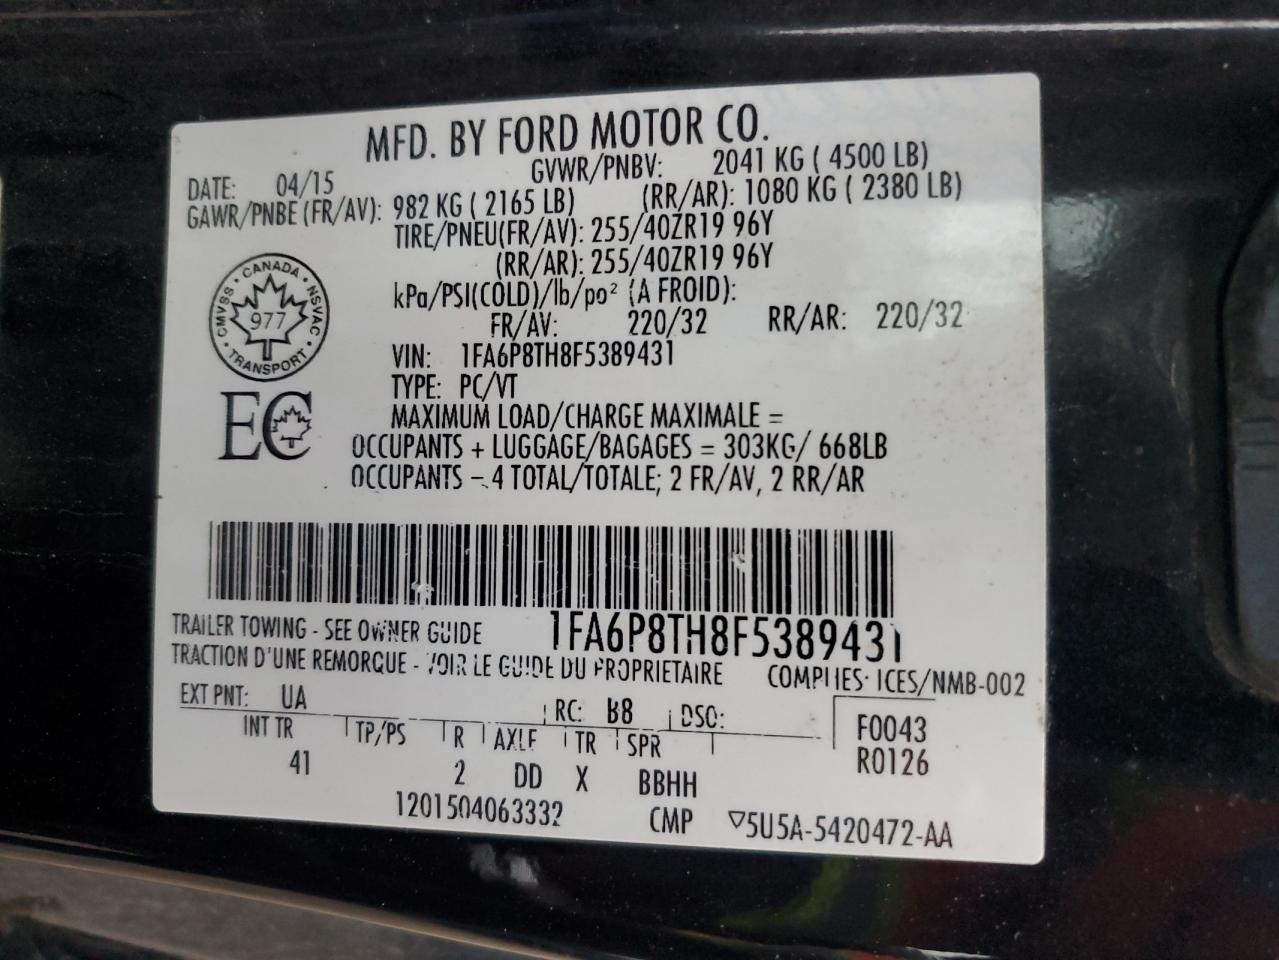 MFD. BY FORD MOTOR CO.
DATE: 04/15 GVWR/PNBV: 2041 KG ( 4500 LB)
GAWR/PNBE (FR/AV): 982 KG ( 2165 LB) (RR/AR): 1080 KG ( 2380 LB)
TIRE/PNEU(FR/AV): 255/40ZR19 96Y
(RR/AR): 255/40ZR19 96Y
kPa/PSI(COLD)/lb/po² (A FROID):
FR/AV: 220/32 RR/AR: 220/32
CANADA
CMVSS NSVAC
977
TRANSPORT
VIN: 1FA6P8TH8F5389431
TYPE: PC/VT
EC
MAXIMUM LOAD/CHARGE MAXIMALE =
OCCUPANTS + LUGGAGE/BAGAGES = 303KG/ 668LB
OCCUPANTS - 4 TOTAL/TOTALE; 2 FR/AV, 2 RR/AR
TRAILER TOWING - SEE OWNER GUIDE 1FA6P8TH8F5389431
TRACTION D'UNE REMORQUE - VOIR LE GUIDE DU PROPRIETAIRE COMPLIES: ICES/NMB-002
EXT PNT: UA RC: B8 DSO: F0043
INT TR TP/PS R AXLE TR SPR R0126
41 2 DD X BBHH
1201504063332 CMP ▽5U5A-5420472-AA